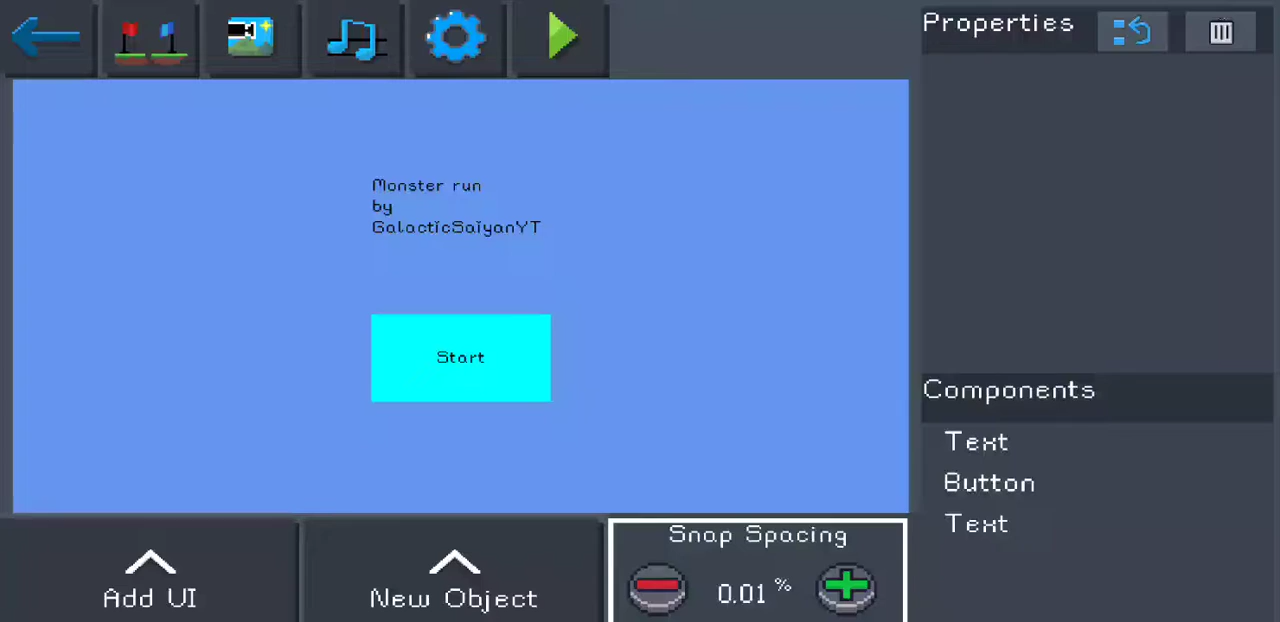 Properties
Monster run
by
GalacticSaiyanYT
Start
Components
Text
Button
Text
Add UI
New Object
Snap Spacing
0.01 %